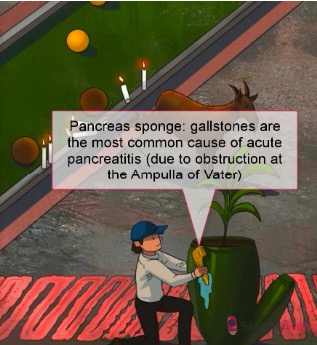 Pancreas sponge: gallstones are
the most common cause of acute
pancreatitis (due to obstruction at
the Ampulla of Vater)